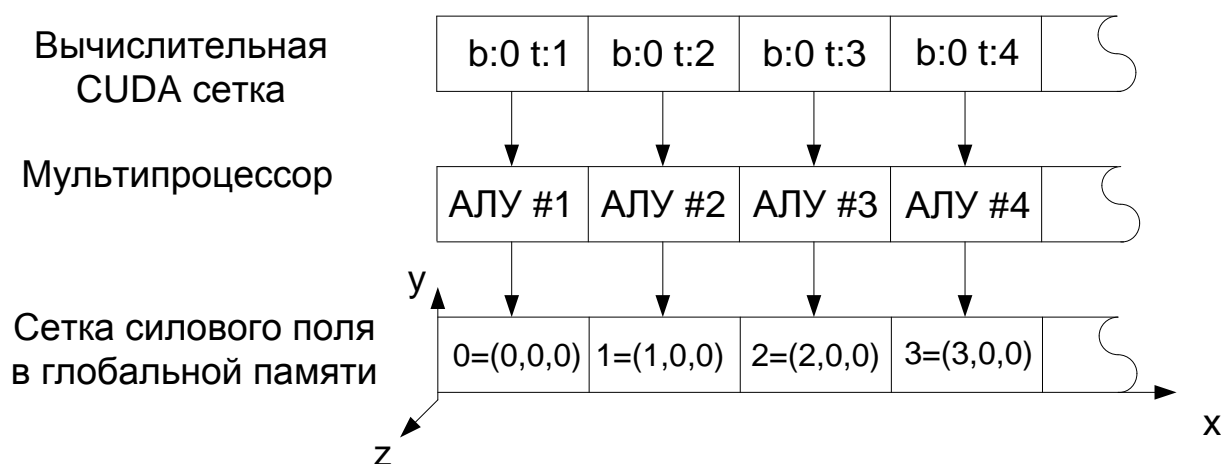 Вычислительная
CUDA сетка
b:0 t:1 b:0 t:2 b:0 t:3 b:0 t:4
Мультипроцессор
АЛУ #1 АЛУ #2 АЛУ #3 АЛУ #4
y
Сетка силового поля
в глобальной памяти
0=(0,0,0) 1=(1,0,0) 2=(2,0,0) 3=(3,0,0)
x
z